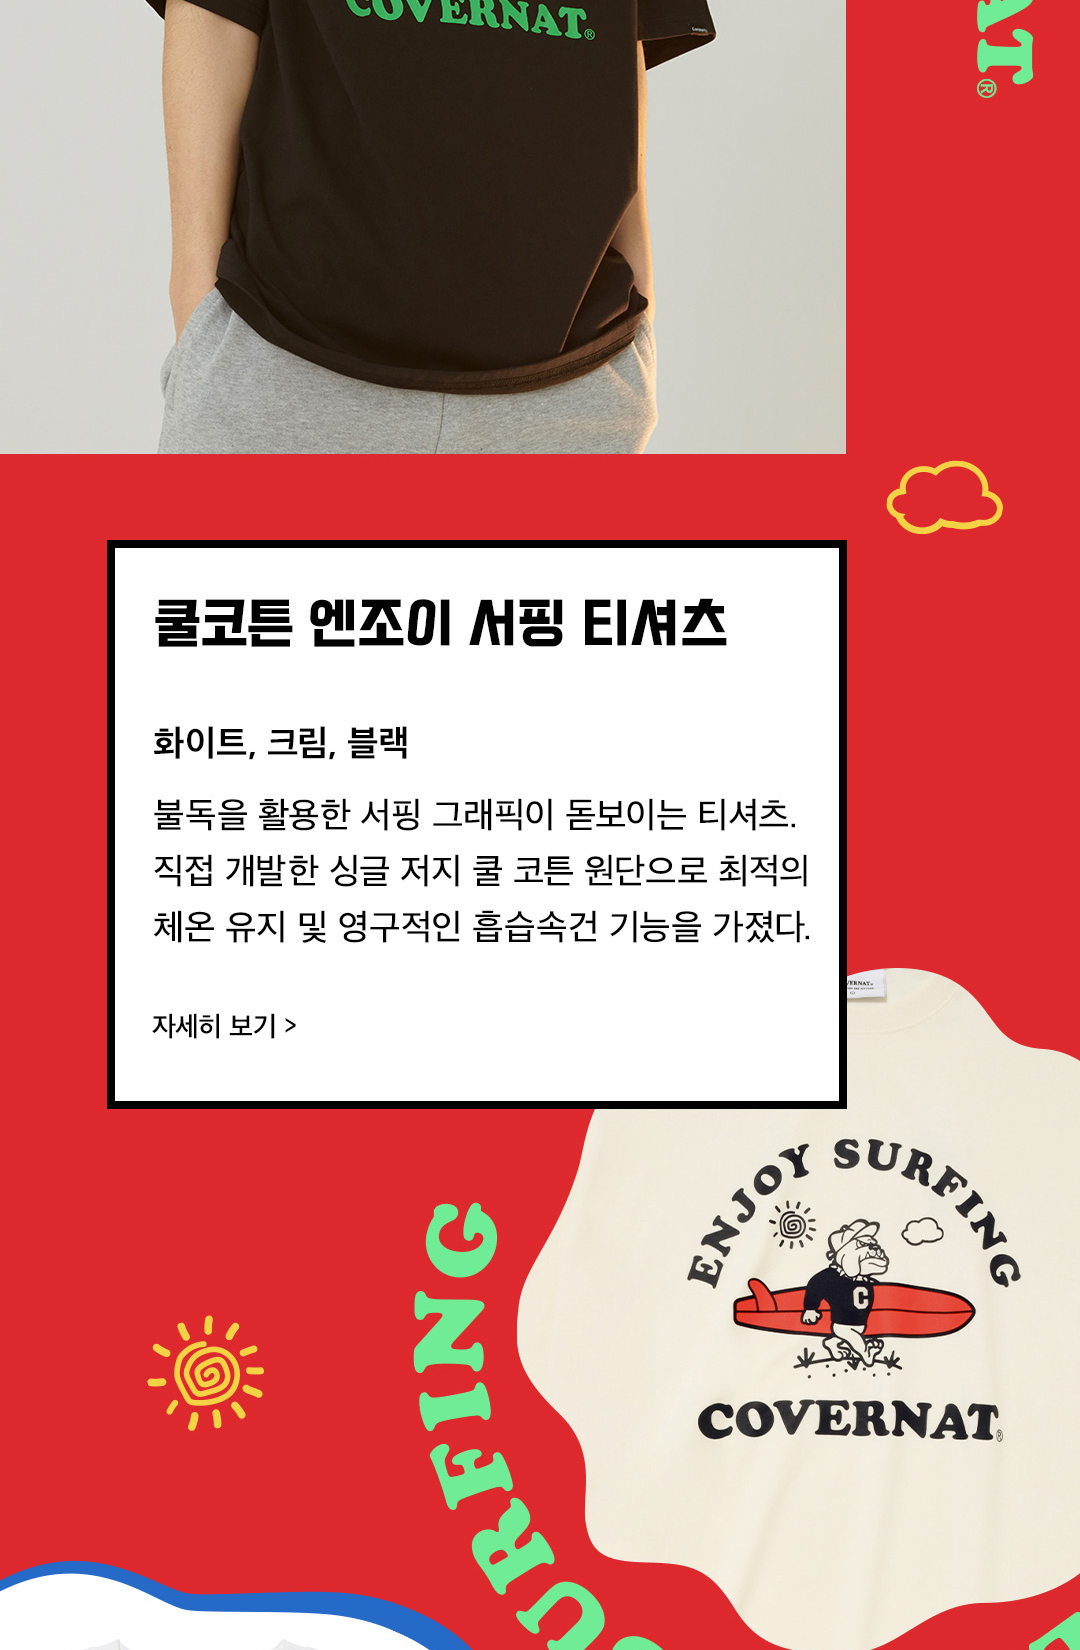 COVERNAT®
AT®
쿨코튼 엔조이 서핑 티셔츠
화이트, 크림, 블랙
불독을 활용한 서핑 그래픽이 돋보이는 티셔츠.
직접 개발한 싱글 저지 쿨 코튼 원단으로 최적의
체온 유지 및 영구적인 흡습속건 기능을 가졌다.
자세히 보기 >
VERNAT®
ENJOY SURFING
C
COVERNAT®
URFING